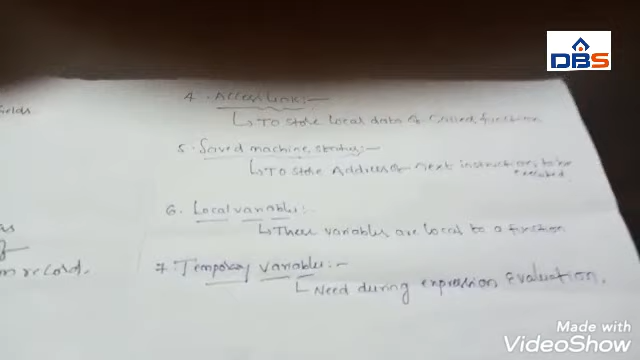 DBS
fields
4. Access link:-
↳ To store local data of called function
5. Saved machine status:-
↳ To store Address of next instruction to be
executed.
6. Local variables:-
↳ These variables are local to a function
m record.
7. Temporary variables:-
↳ Need during expression Evaluation.
Made with
VideoShow